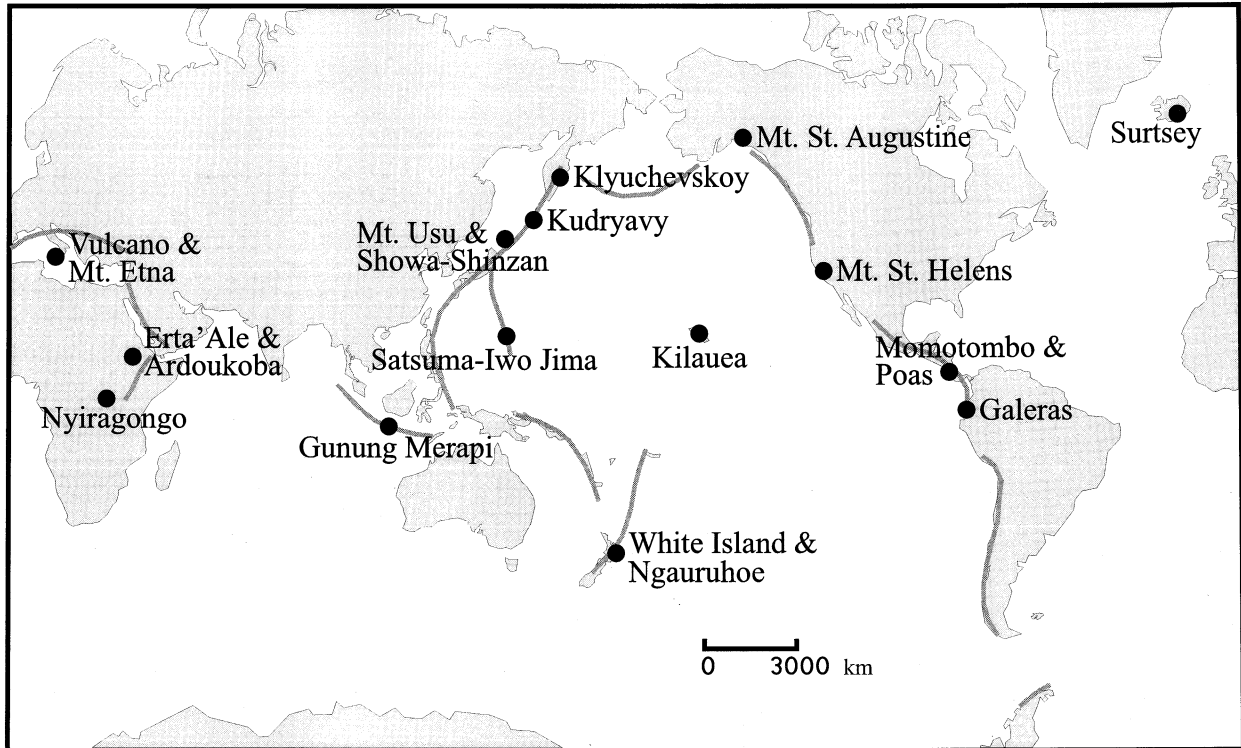 Mt. St. Augustine
Surtsey
Klyuchevskoy
Kudryavy
Mt. Usu &
Showa-Shinzan
Vulcano &
Mt. Etna
Mt. St. Helens
Erta’Ale &
Ardoukoba
Satsuma-Iwo Jima
Kilauea
Momotombo &
Poas
Nyiragongo
Galeras
Gunung Merapi
White Island &
Ngauruhoe
0 3000 km